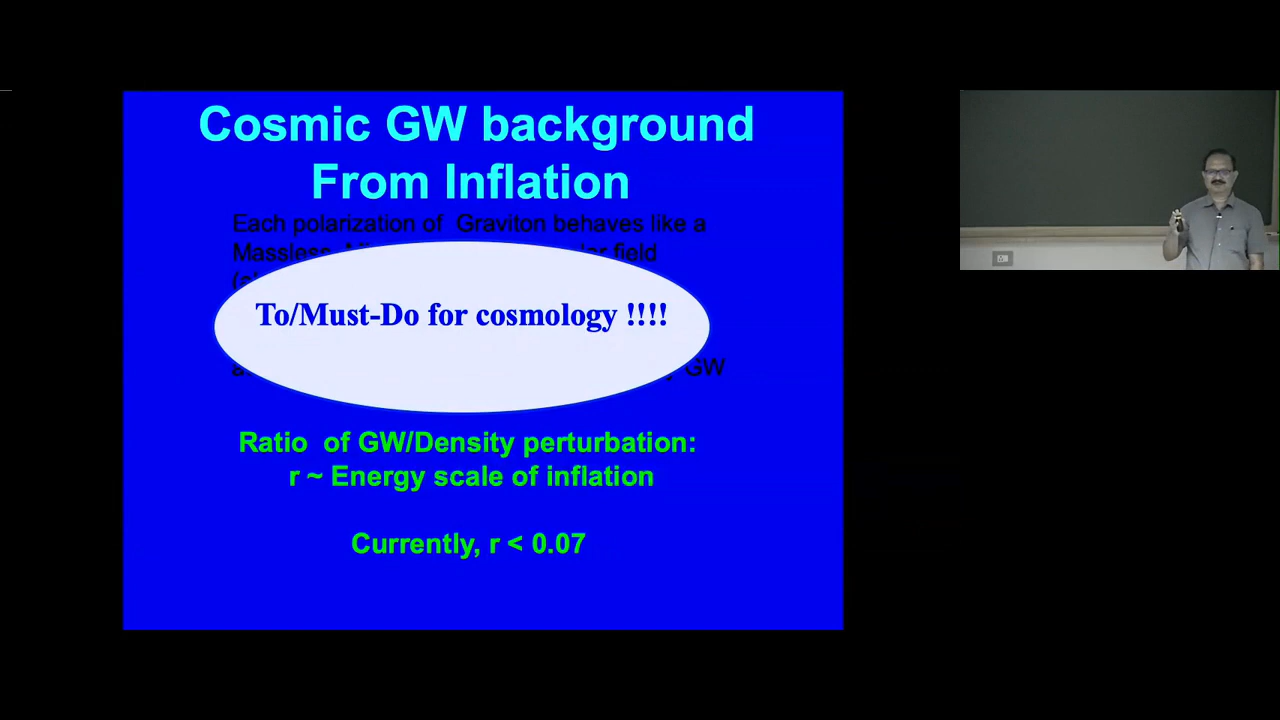 Cosmic GW background
From Inflation
Each polarization of Graviton behaves like a
Massless field
To/Must-Do for cosmology !!!!
GW
Ratio of GW/Density perturbation:
r ~ Energy scale of inflation
Currently, r < 0.07